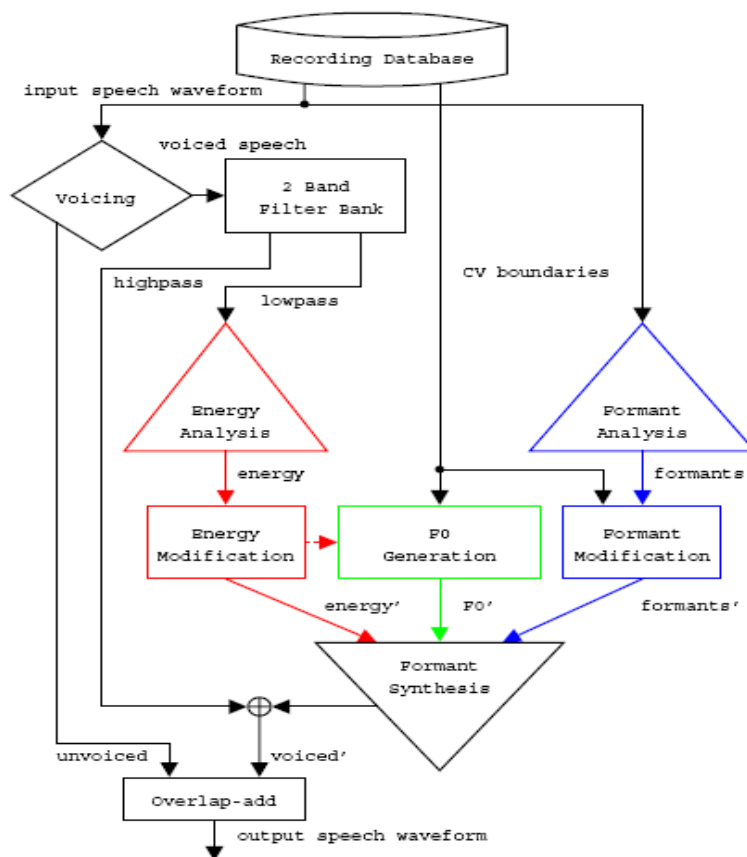 Recording Database
input speech waveform
voiced speech
Voicing
2 Band
Filter Bank
highpass
lowpass
CV boundaries
Energy
Analysis
Formant
Analysis
energy
formants
Energy
Modification
F0
Generation
Formant
Modification
energy'
F0'
formants'
Formant
Synthesis
unvoiced
voiced'
Overlap-add
output speech waveform